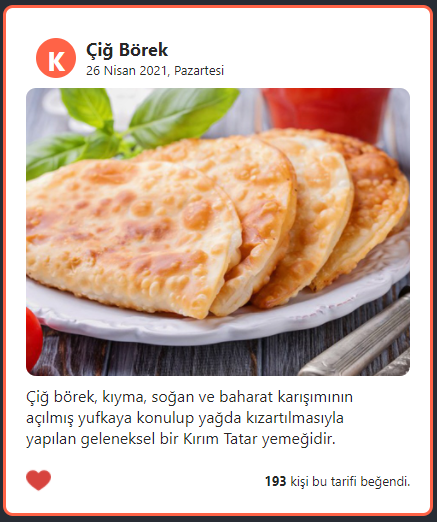 K
Çiğ Börek
26 Nisan 2021, Pazartesi
Çiğ börek, kıyma, soğan ve baharat karışımının
açılmış yufkaya konulup yağda kızartılmasıyla
yapılan geleneksel bir Kırım Tatar yemeğidir.
193 kişi bu tarifi beğendi.